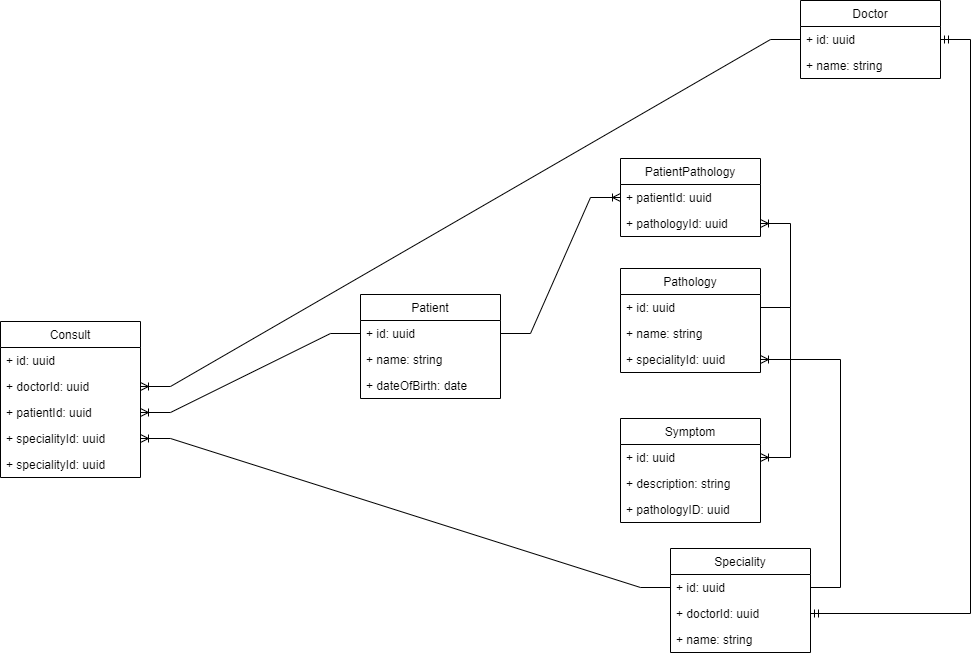 Doctor
+ id: uuid
+ name: string
PatientPathology
+ patientId: uuid
+ pathologyId: uuid
Pathology
+ id: uuid
+ name: string
+ specialityId: uuid
Patient
+ id: uuid
+ name: string
+ dateOfBirth: date
Consult
+ id: uuid
+ doctorId: uuid
+ patientId: uuid
+ specialityId: uuid
+ specialityId: uuid
Symptom
+ id: uuid
+ description: string
+ pathologyID: uuid
Speciality
+ id: uuid
+ doctorId: uuid
+ name: string